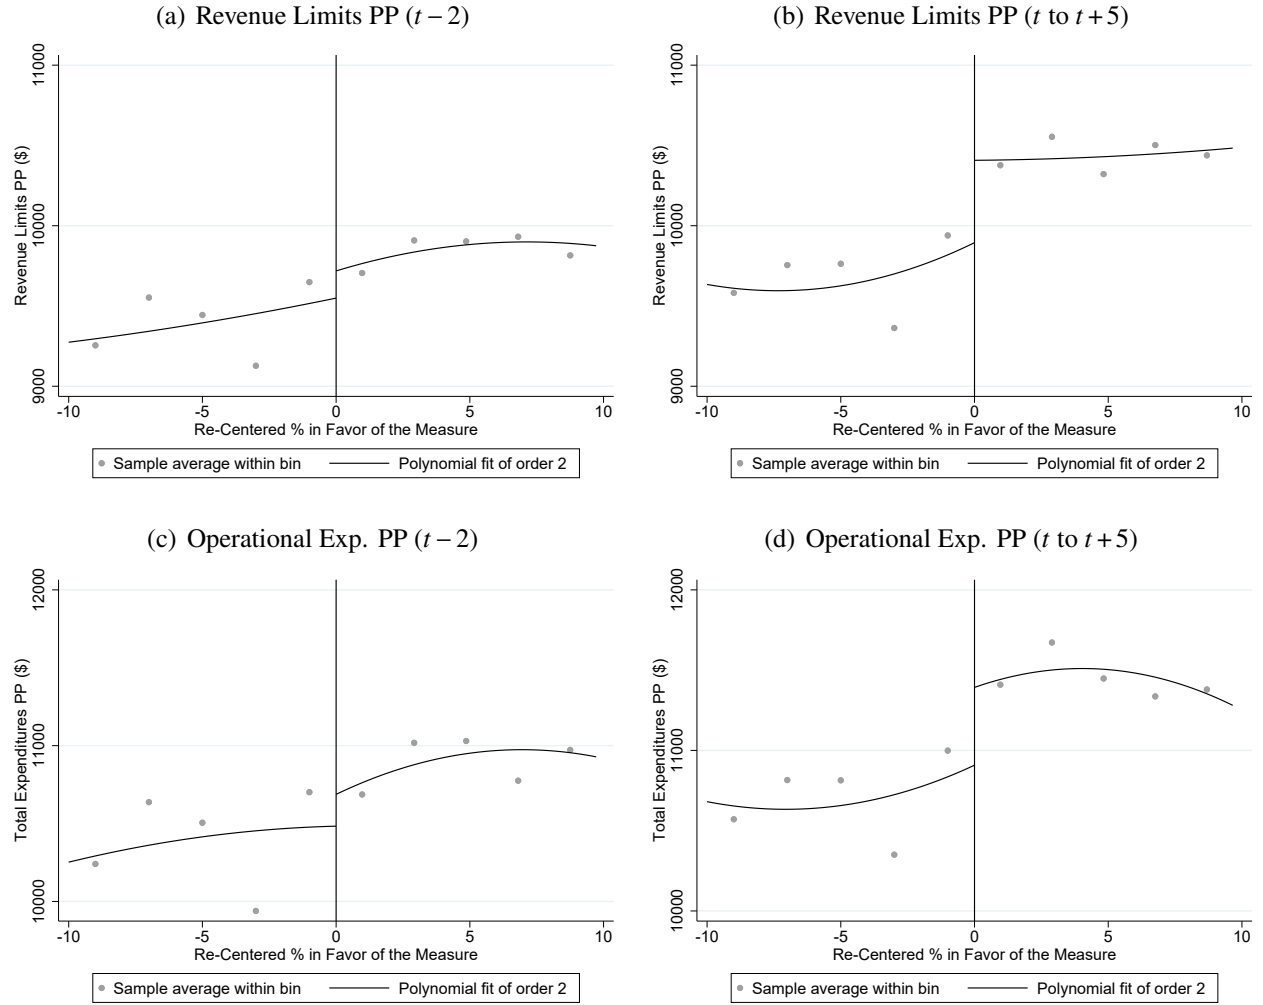 (a) Revenue Limits PP (t − 2)
11000
10000
9000
Revenue Limits PP ($)
-10 -5 0 5 10
Re-Centered % in Favor of the Measure
Sample average within bin Polynomial fit of order 2
(b) Revenue Limits PP (t to t + 5)
11000
10000
9000
Revenue Limits PP ($)
-10 -5 0 5 10
Re-Centered % in Favor of the Measure
Sample average within bin Polynomial fit of order 2
(c) Operational Exp. PP (t − 2)
12000
11000
10000
Total Expenditures PP ($)
-10 -5 0 5 10
Re-Centered % in Favor of the Measure
Sample average within bin Polynomial fit of order 2
(d) Operational Exp. PP (t to t + 5)
12000
11000
10000
Total Expenditures PP ($)
-10 -5 0 5 10
Re-Centered % in Favor of the Measure
Sample average within bin Polynomial fit of order 2